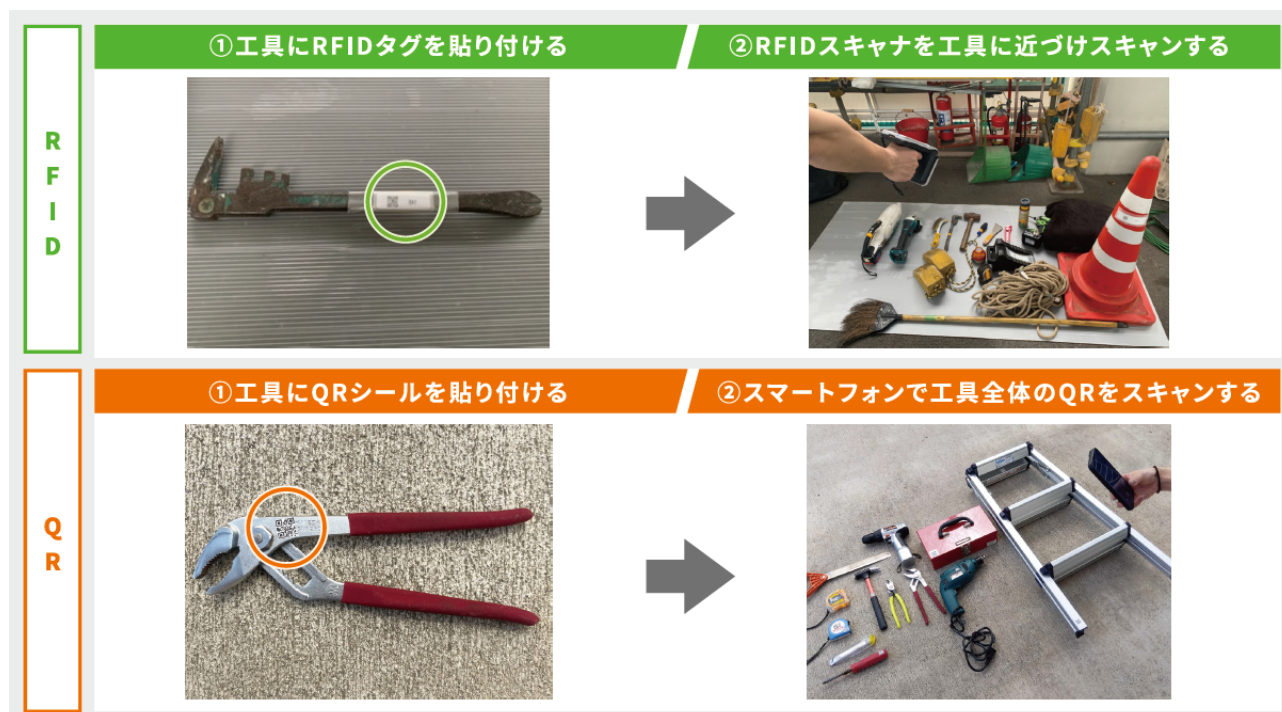 RFID
①工具にRFIDタグを貼り付ける
②RFIDスキャナを工具に近づけスキャンする
QR
①工具にQRシールを貼り付ける
②スマートフォンで工具全体のQRをスキャンする